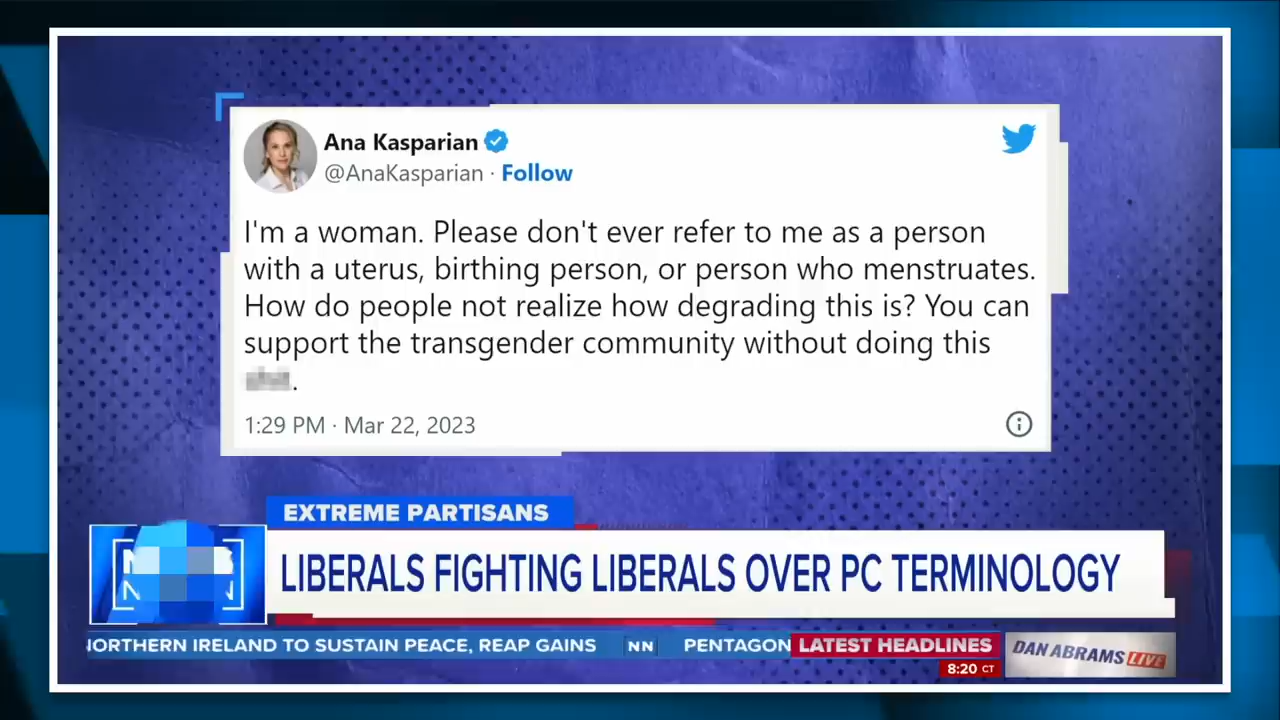 Ana Kasparian
@AnaKasparian · Follow
I'm a woman. Please don't ever refer to me as a person
with a uterus, birthing person, or person who menstruates.
How do people not realize how degrading this is? You can
support the transgender community without doing this
.
1:29 PM · Mar 22, 2023
EXTREME PARTISANS
LIBERALS FIGHTING LIBERALS OVER PC TERMINOLOGY
NORTHERN IRELAND TO SUSTAIN PEACE, REAP GAINS NN PENTAGON
LATEST HEADLINES
DAN ABRAMS LIVE
8:20 CT